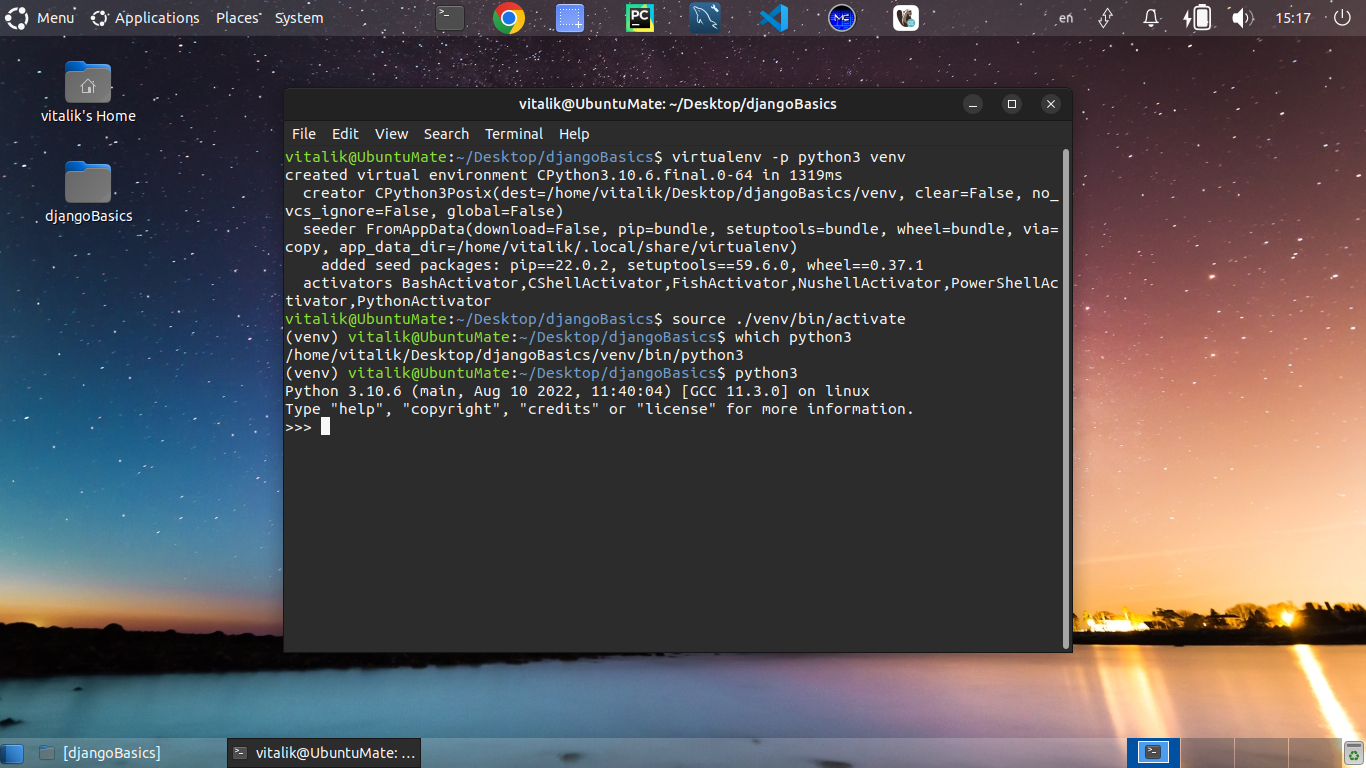 Menu Applications Places System en 15:17
PC
MC
vitalik's Home
djangoBasics
vitalik@UbuntuMate: ~/Desktop/djangoBasics
File Edit View Search Terminal Help
vitalik@UbuntuMate:~/Desktop/djangoBasics$ virtualenv -p python3 venv
created virtual environment CPython3.10.6.final.0-64 in 1319ms
  creator CPython3Posix(dest=/home/vitalik/Desktop/djangoBasics/venv, clear=False, no_
vcs_ignore=False, global=False)
  seeder FromAppData(download=False, pip=bundle, setuptools=bundle, wheel=bundle, via=
copy, app_data_dir=/home/vitalik/.local/share/virtualenv)
    added seed packages: pip==22.0.2, setuptools==59.6.0, wheel==0.37.1
  activators BashActivator,CShellActivator,FishActivator,NushellActivator,PowerShellAc
tivator,PythonActivator
vitalik@UbuntuMate:~/Desktop/djangoBasics$ source ./venv/bin/activate
(venv) vitalik@UbuntuMate:~/Desktop/djangoBasics$ which python3
/home/vitalik/Desktop/djangoBasics/venv/bin/python3
(venv) vitalik@UbuntuMate:~/Desktop/djangoBasics$ python3
Python 3.10.6 (main, Aug 10 2022, 11:40:04) [GCC 11.3.0] on linux
Type "help", "copyright", "credits" or "license" for more information.
>>>
[djangoBasics] vitalik@UbuntuMate: ...